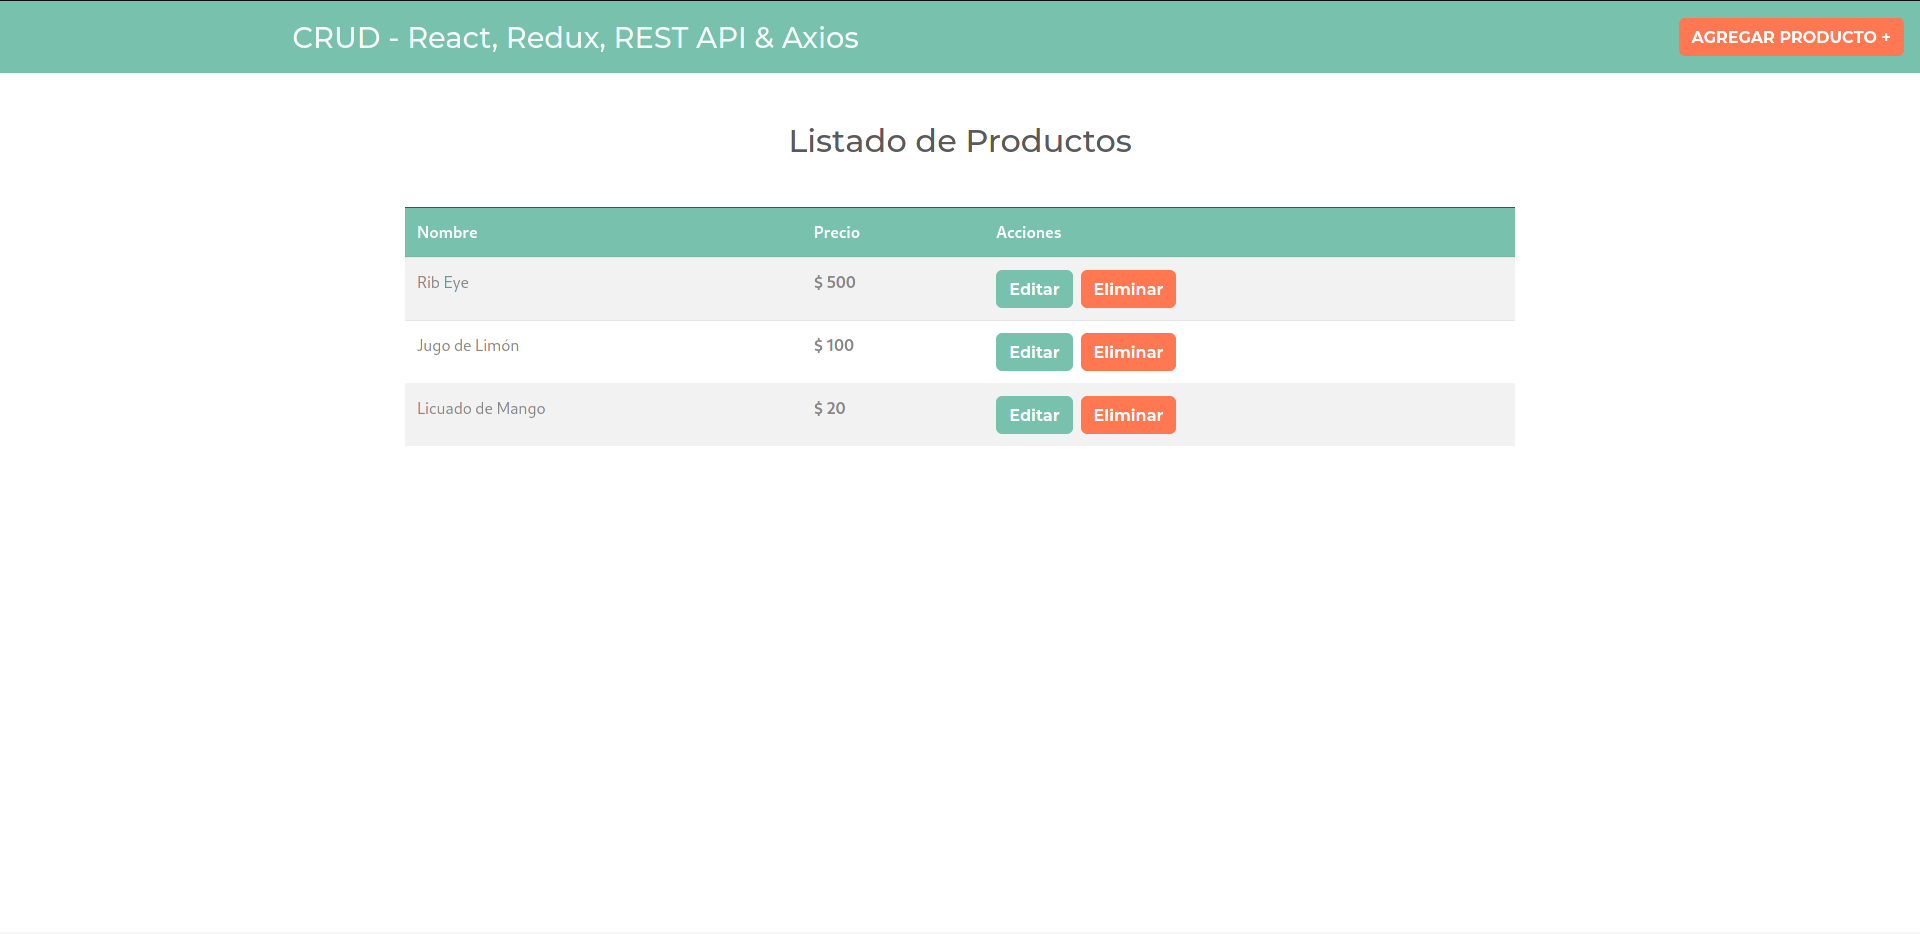 CRUD - React, Redux, REST API & Axios
AGREGAR PRODUCTO +
Listado de Productos
Nombre Precio Acciones
Rib Eye $ 500 Editar Eliminar
Jugo de Limón $ 100 Editar Eliminar
Licuado de Mango $ 20 Editar Eliminar